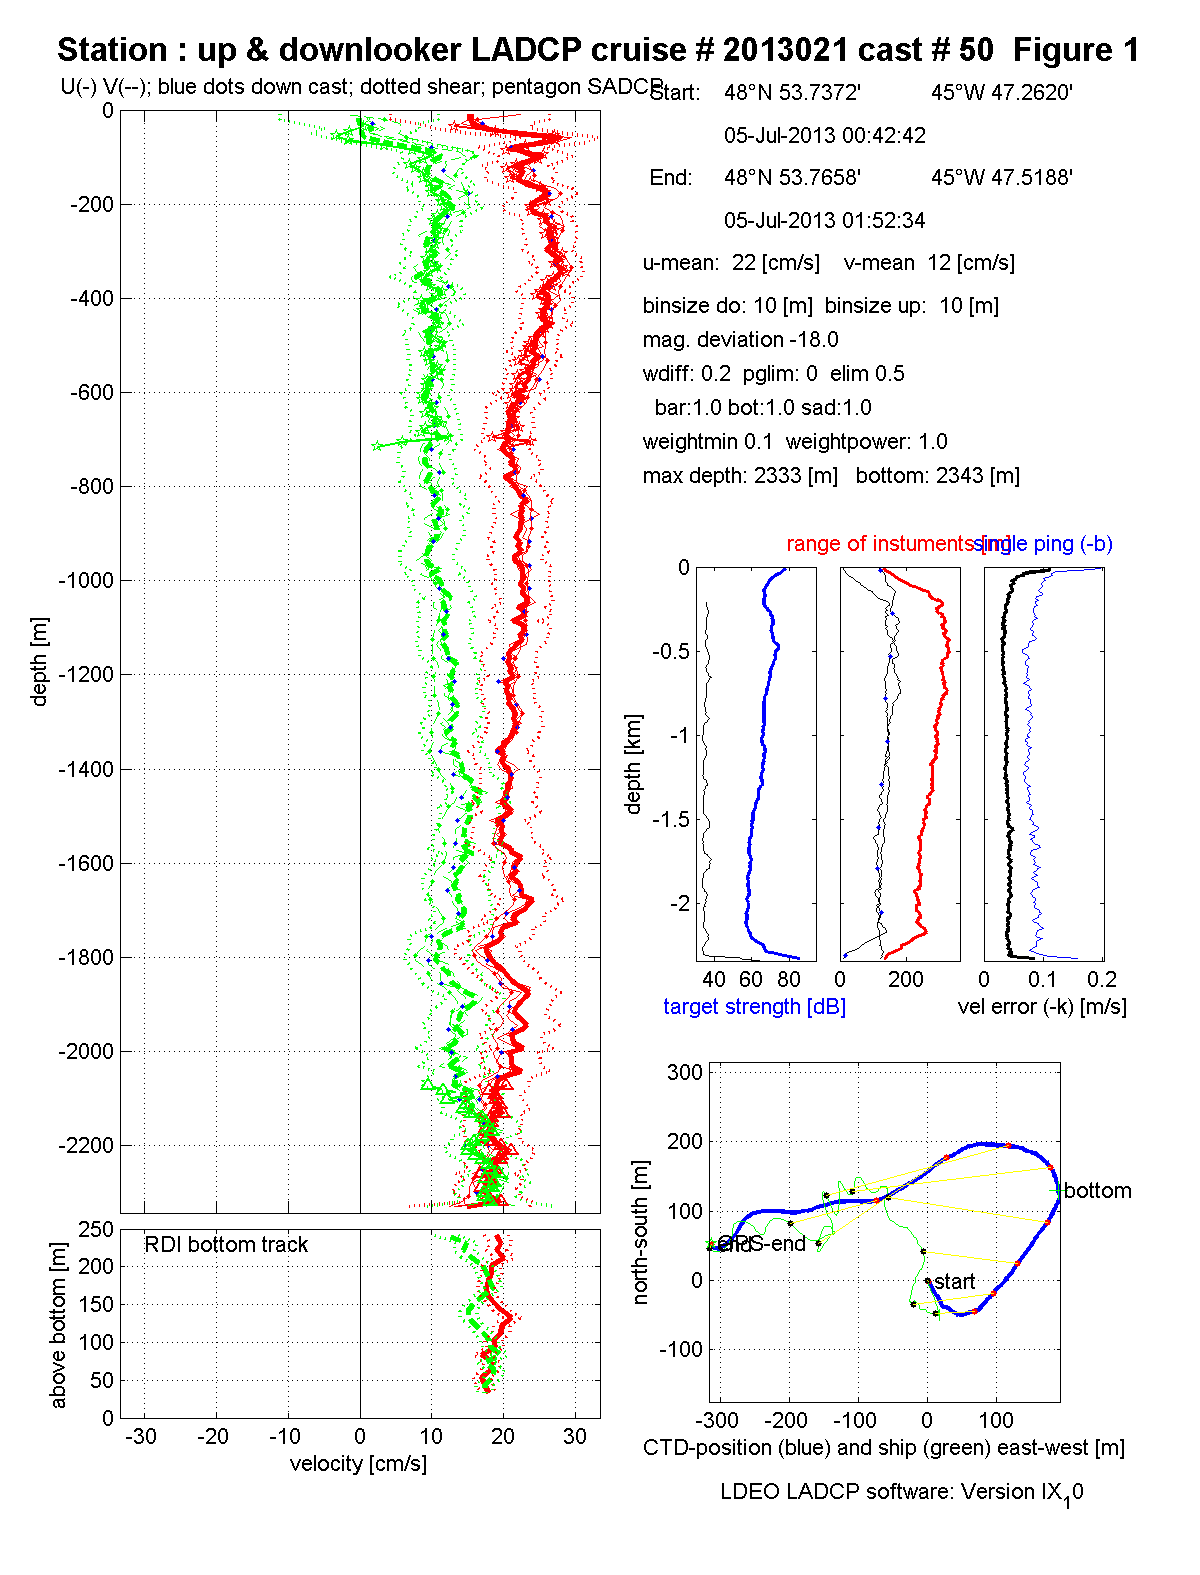 Station : up & downlooker LADCP cruise # 2013021 cast # 50 Figure 1
U(-) V(--); blue dots down cast; dotted shear; pentagon SADCP
Start: 48°N 53.7372' 45°W 47.2620'
05-Jul-2013 00:42:42
End: 48°N 53.7658' 45°W 47.5188'
05-Jul-2013 01:52:34
u-mean: 22 [cm/s] v-mean 12 [cm/s]
binsize do: 10 [m] binsize up: 10 [m]
mag. deviation -18.0
wdiff: 0.2 pglim: 0 elim 0.5
bar:1.0 bot:1.0 sad:1.0
weightmin 0.1 weightpower: 1.0
max depth: 2333 [m] bottom: 2343 [m]
0
-200
-400
-600
-800
-1000
-1200
-1400
-1600
-1800
-2000
-2200
depth [m]
RDI bottom track
250
200
150
100
50
0
above bottom [m]
-30 -20 -10 0 10 20 30
velocity [cm/s]
range of instuments [m]
single ping (-b)
0
-0.5
-1
-1.5
-2
depth [km]
40 60 80
0 200
0 0.1 0.2
target strength [dB]
vel error (-k) [m/s]
300
200
100
0
-100
north-south [m]
bottom
GPS-end
end
start
-300 -200 -100 0 100
CTD-position (blue) and ship (green) east-west [m]
LDEO LADCP software: Version IX10